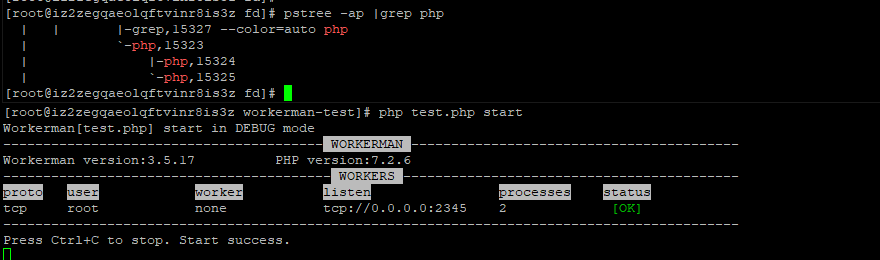 [root@iz2zegqaeolqftvinr8is3z fd]# pstree -ap |grep php
  |   |       |-grep,15327 --color=auto php
  |           `-php,15323
  |               |-php,15324
  |               `-php,15325
[root@iz2zegqaeolqftvinr8is3z fd]#
[root@iz2zegqaeolqftvinr8is3z workerman-test]# php test.php start
Workerman[test.php] start in DEBUG mode
---------------------------------------- WORKERMAN -----------------------------------------
Workerman version:3.5.17          PHP version:7.2.6
----------------------------------------- WORKERS ------------------------------------------
proto   user            worker          listen                processes    status
tcp     root            none            tcp://0.0.0.0:2345    2             [OK]
--------------------------------------------------------------------------------------------
Press Ctrl+C to stop. Start success.